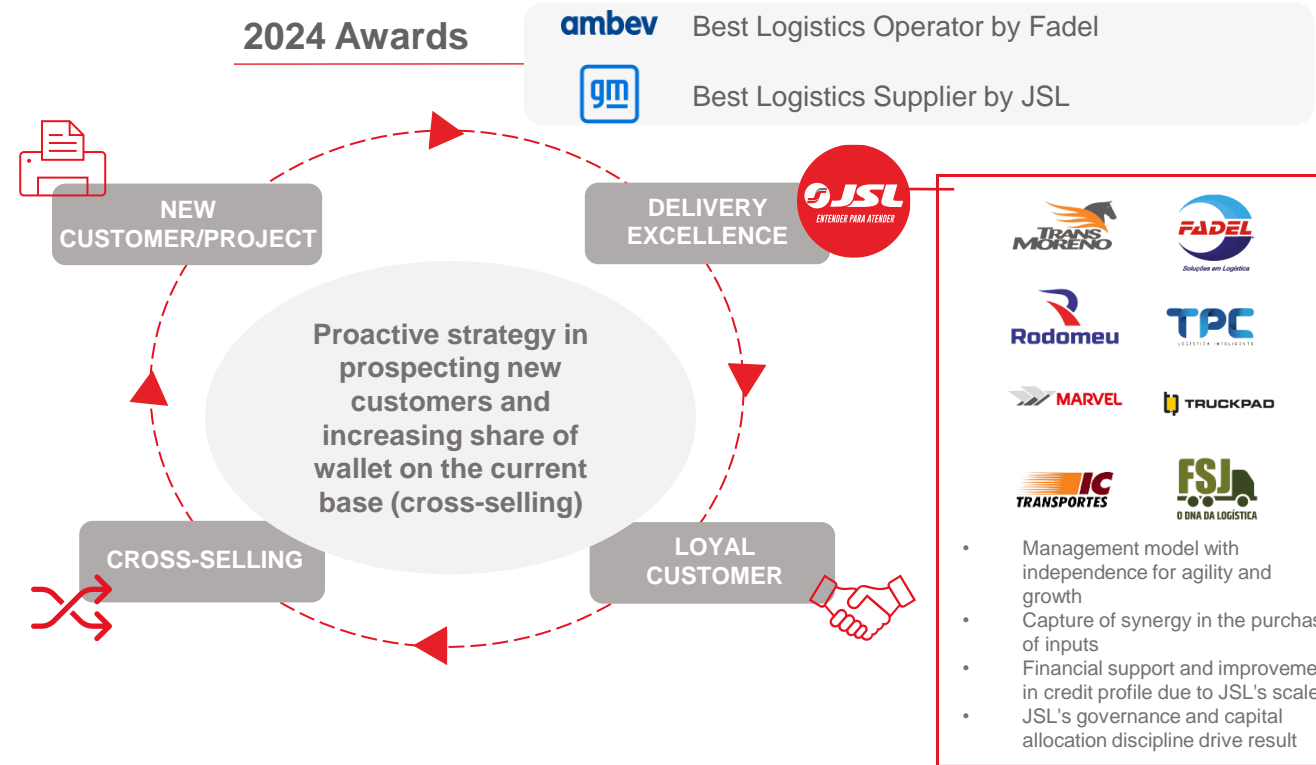 2024 Awards
ambev
Best Logistics Operator by Fadel
gm
Best Logistics Supplier by JSL
NEW
CUSTOMER/PROJECT
DELIVERY
EXCELLENCE
JSL
ENTENDER PARA ATENDER
Proactive strategy in
prospecting new
customers and
increasing share of
wallet on the current
base (cross-selling)
CROSS-SELLING
LOYAL
CUSTOMER
TRANS
MORENO
FADEL
Soluções em Logística
Rodomeu
TPC
LOGÍSTICA INTELIGENTE
MARVEL
TRUCKPAD
IC
TRANSPORTES
FSJ
O DNA DA LOGÍSTICA
• Management model with
independence for agility and
growth
• Capture of synergy in the purchas
of inputs
• Financial support and improveme
in credit profile due to JSL's scale
• JSL's governance and capital
allocation discipline drive result